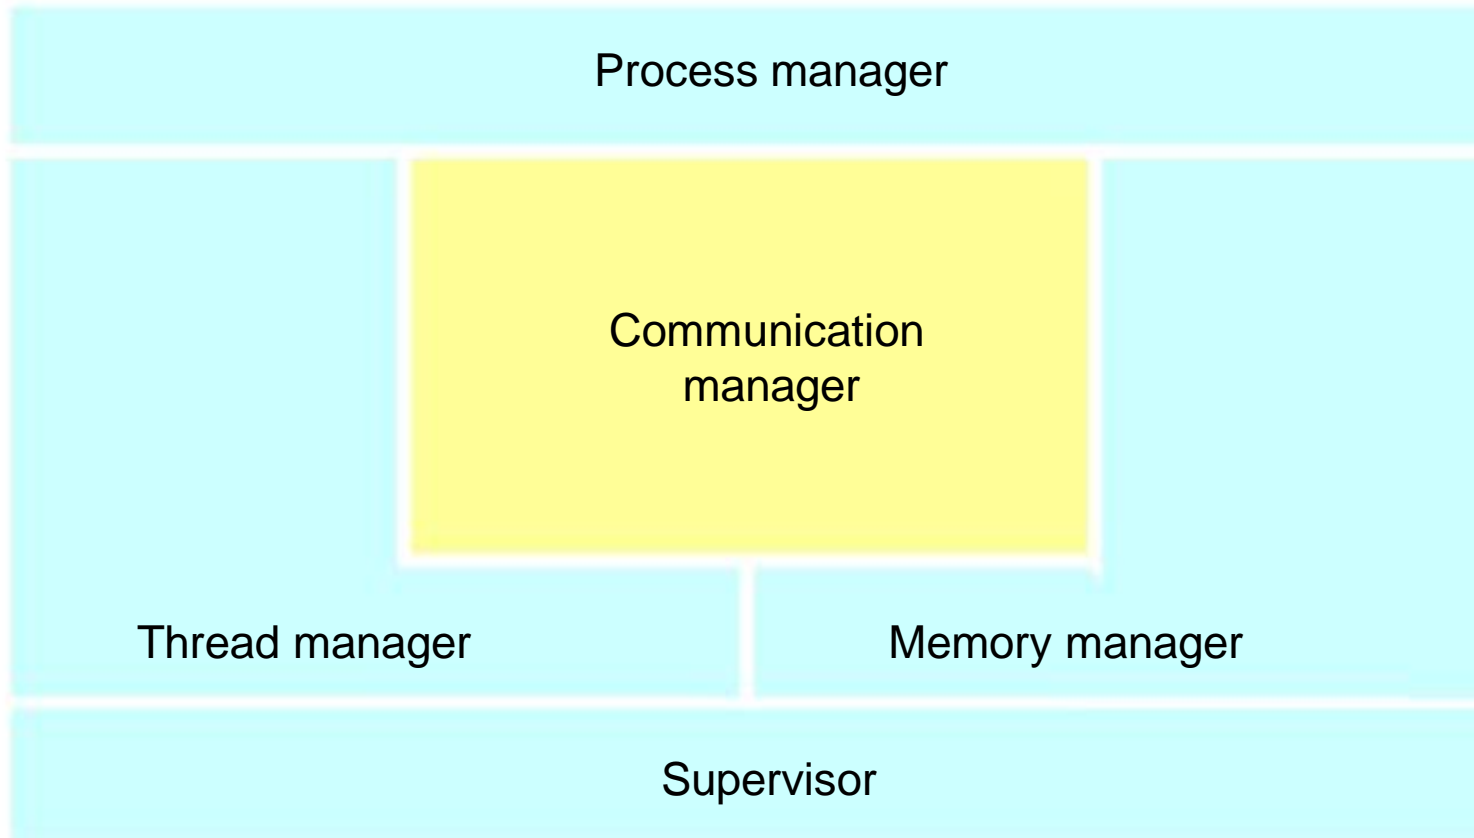 Process manager
Communication
manager
Thread manager
Memory manager
Supervisor